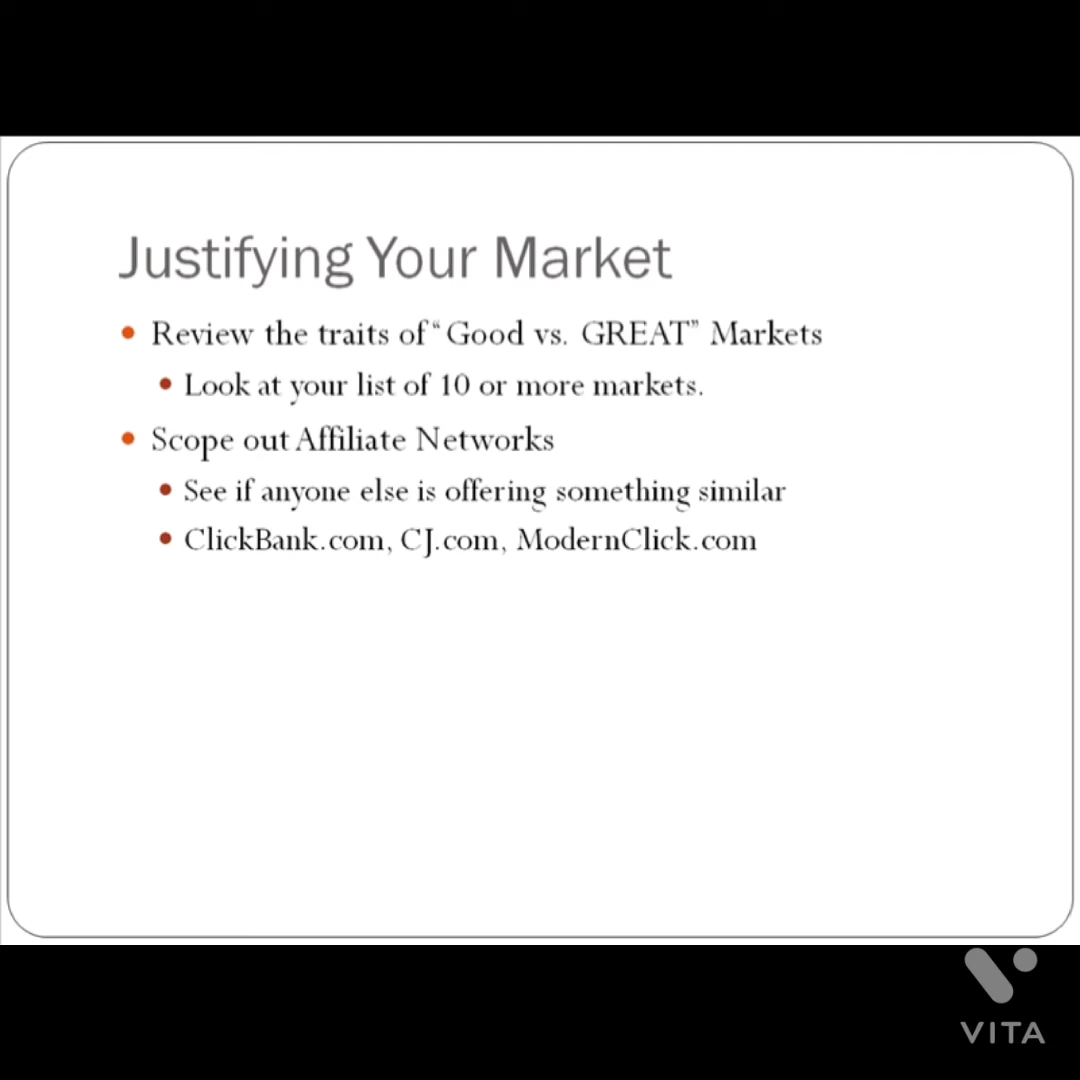 Justifying Your Market
Review the traits of “Good vs. GREAT” Markets
Look at your list of 10 or more markets.
Scope out Affiliate Networks
See if anyone else is offering something similar
ClickBank.com, CJ.com, ModernClick.com
VITA